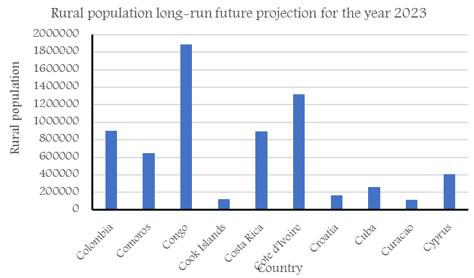 Rural population long-run future projection for the year 2023
Rural population
2000000
1800000
1600000
1400000
1200000
1000000
800000
600000
400000
200000
0
Colombia
Comoros
Congo
Cook Islands
Costa Rica
Cote d'Ivoire
Croatia
Cuba
Curacao
Cyprus
Country